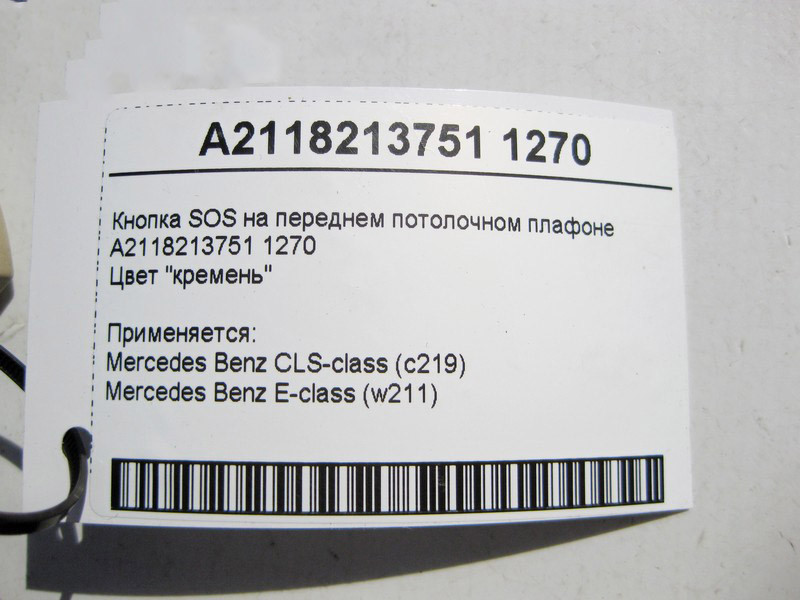 A2118213751 1270
Кнопка SOS на переднем потолочном плафоне
A2118213751 1270
Цвет "кремень"
Применяется:
Mercedes Benz CLS-class (c219)
Mercedes Benz E-class (w211)